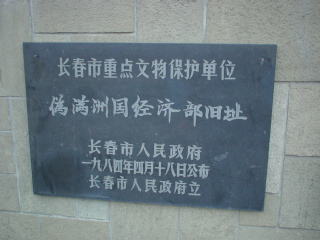 长春市重点文物保护单位
伪满洲国经济部旧址
长春市人民政府
一九八四年四月十八日公布
长春市人民政府立